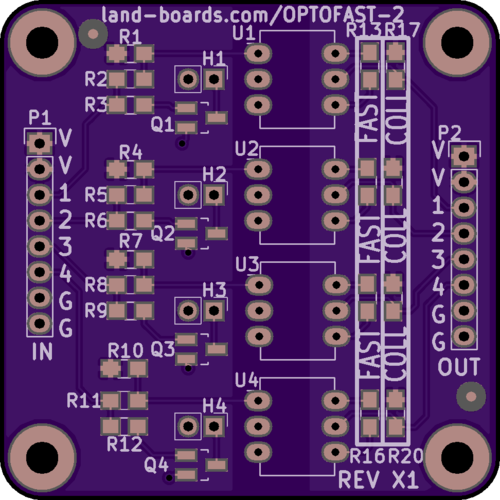 land-boards.com/OPTOFAST-2
R1 U1 R13 R17
R2 H1
R3
P1 Q1 FAST COLL P2
V V
V R4 U2 V
1 R5 H2 1
2 R6 2
3 Q2 FAST COLL 3
4 R7 U3 4
G R8 H3 G
G R9 G
IN Q3 FAST COLL OUT
R10 U4
R11 H4
R12 FAST COLL
Q4 R16 R20
REV X1